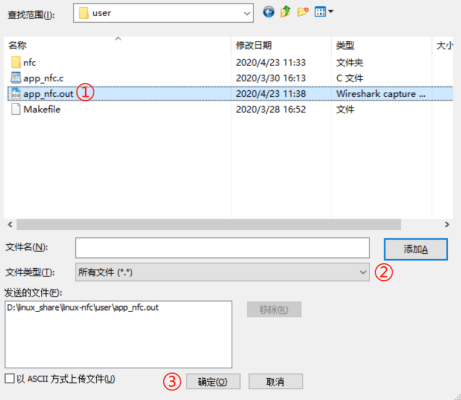 查找范围(I): user
名称 修改日期 类型 大小
nfc 2020/4/23 11:33 文件夹
app_nfc.c 2020/3/30 16:13 C 文件
app_nfc.out ① 2020/4/23 11:38 Wireshark capture ...
Makefile 2020/3/28 16:52 文件
文件名(N): 添加A
文件类型(T): 所有文件 (*.*) ②
发送的文件(F):
D:\linux_share\linux-nfc\user\app_nfc.out 移除(R)
以 ASCII 方式上传文件(U) ③ 确定(O) 取消